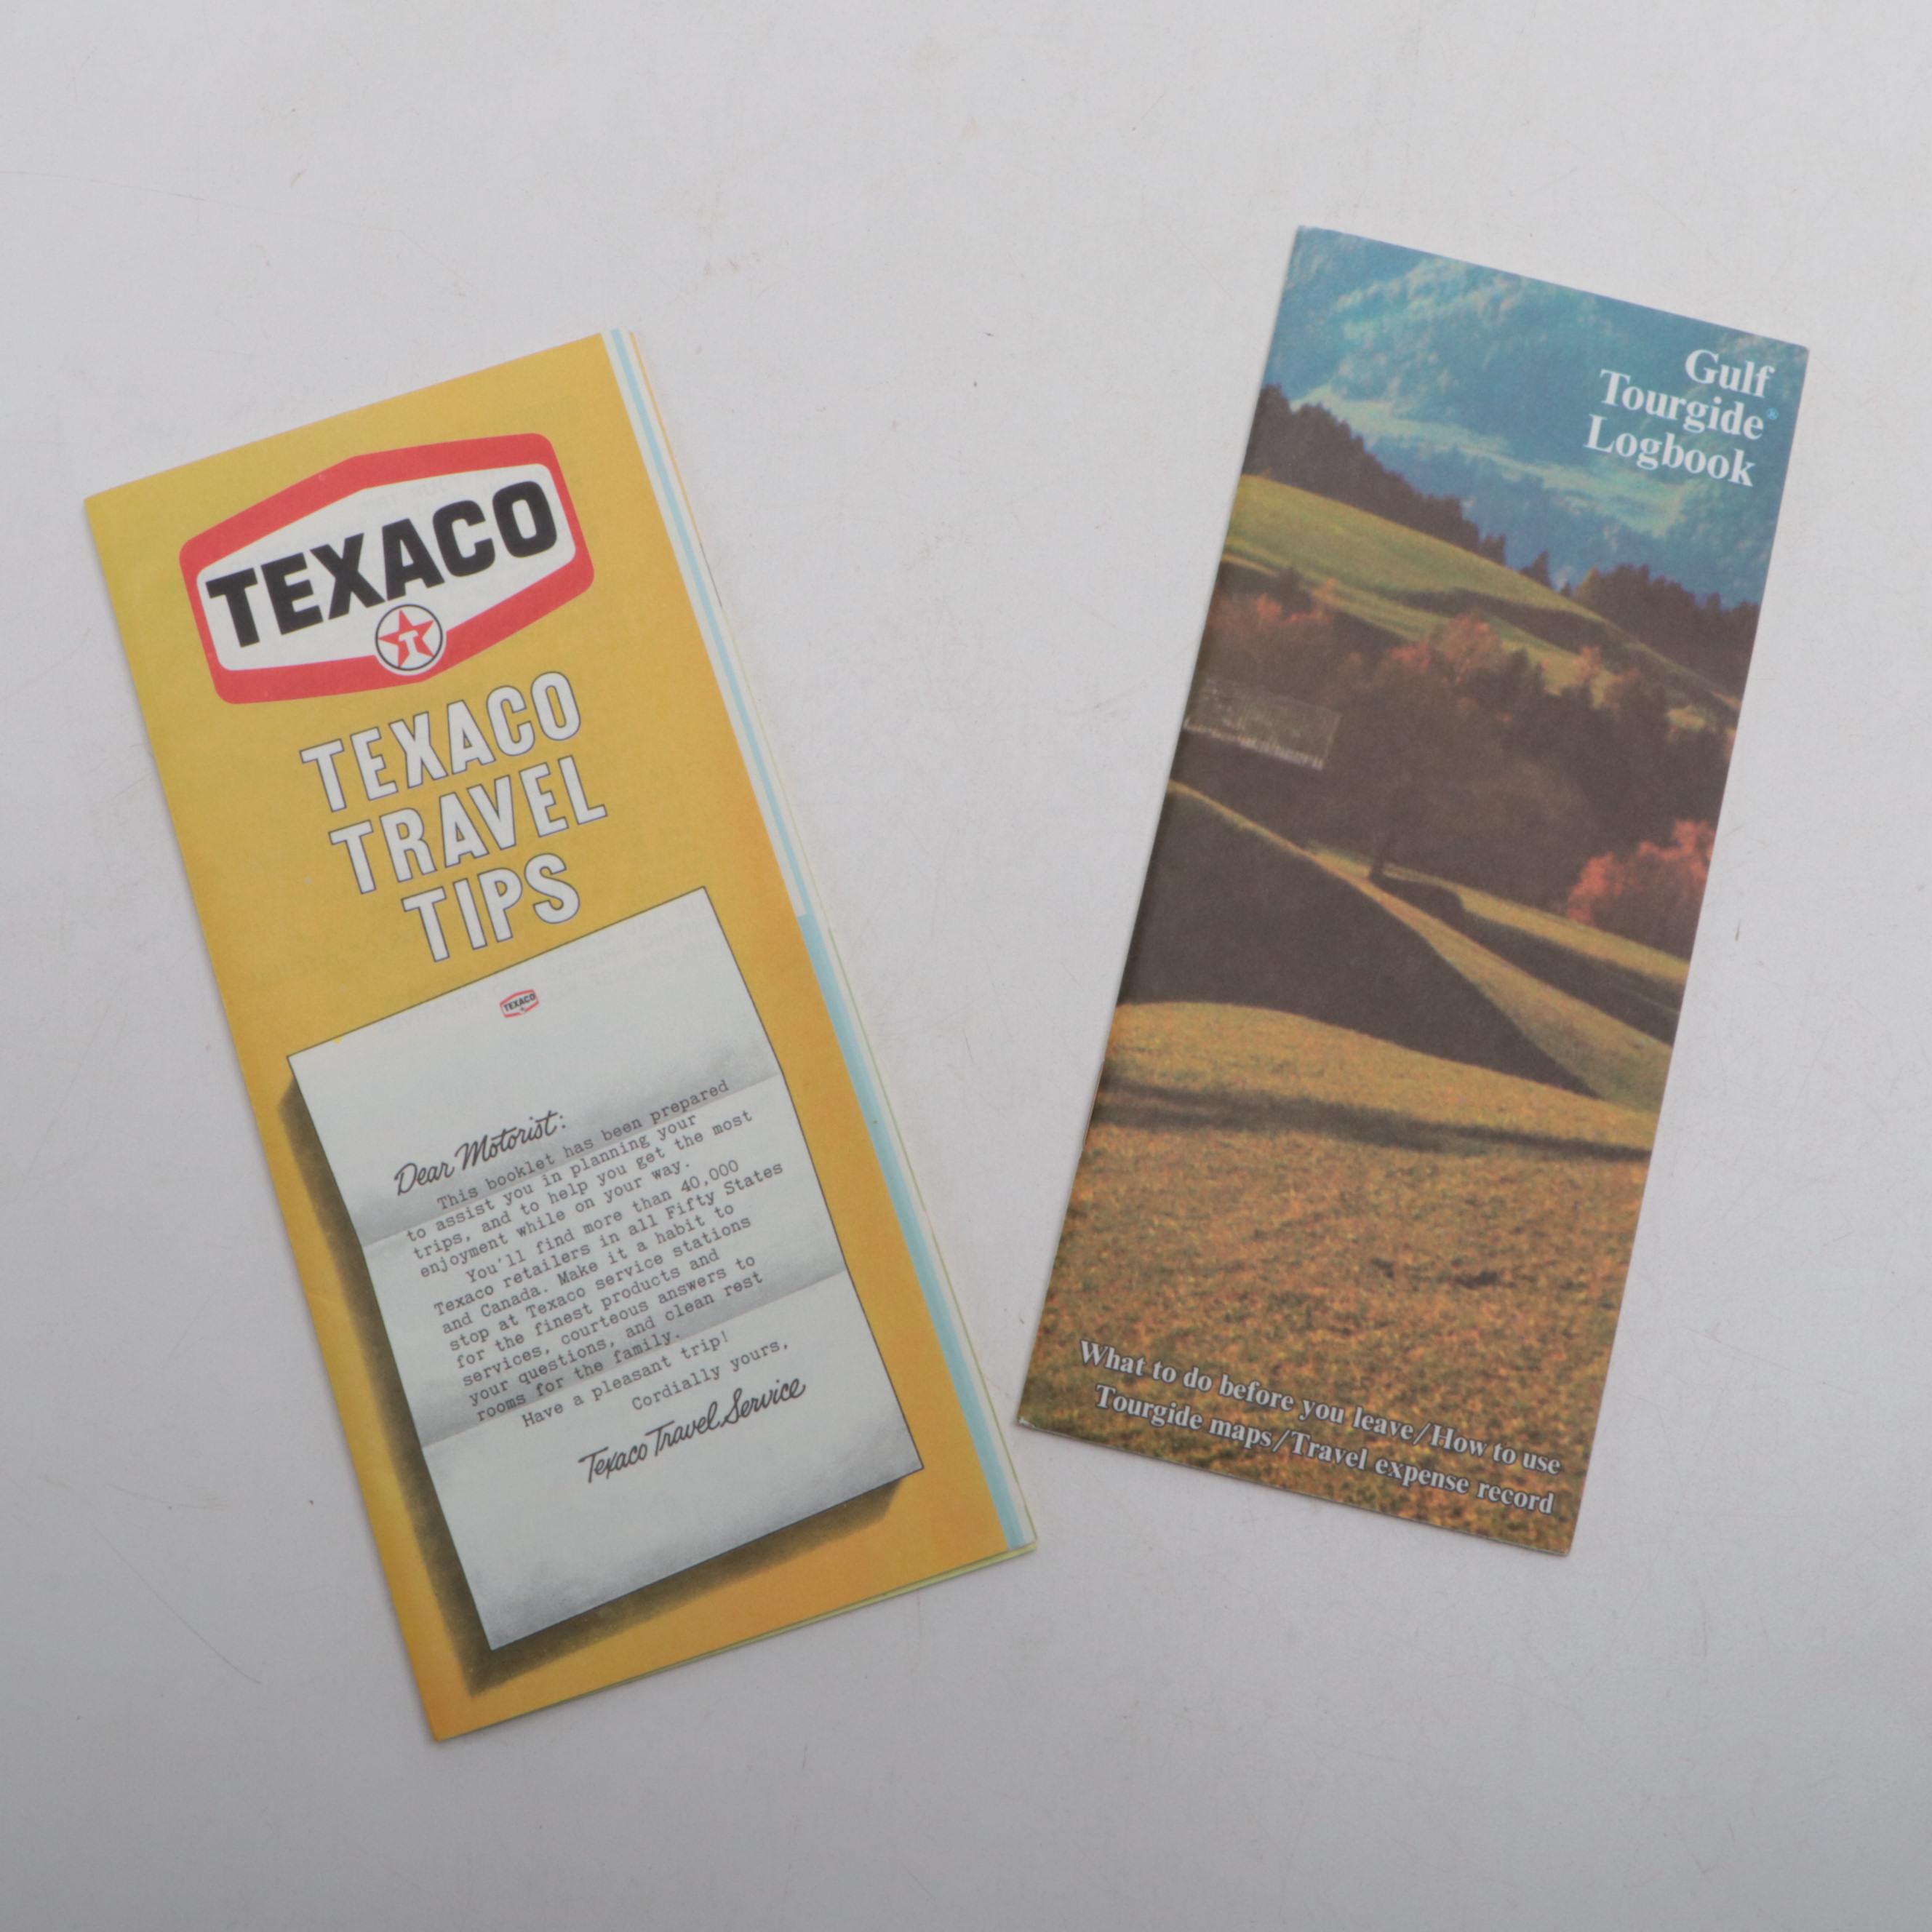 TEXACO
T
TEXACO
TRAVEL
TIPS
TEXACO
Dear Motorist:
This booklet has been prepared
to assist you in planning your
trips, and to help you get the most
enjoyment while on your way.
You'll find more than 40,000
Texaco retailers in all Fifty States
and Canada. Make it a habit to
stop at Texaco service stations
for the finest products and
services, courteous answers to
your questions, and clean rest
rooms for the family.
Have a pleasant trip!
Cordially yours,
Texaco Travel Service
Gulf
Tourgide®
Logbook
What to do before you leave/How to use
Tourgide maps/Travel expense record